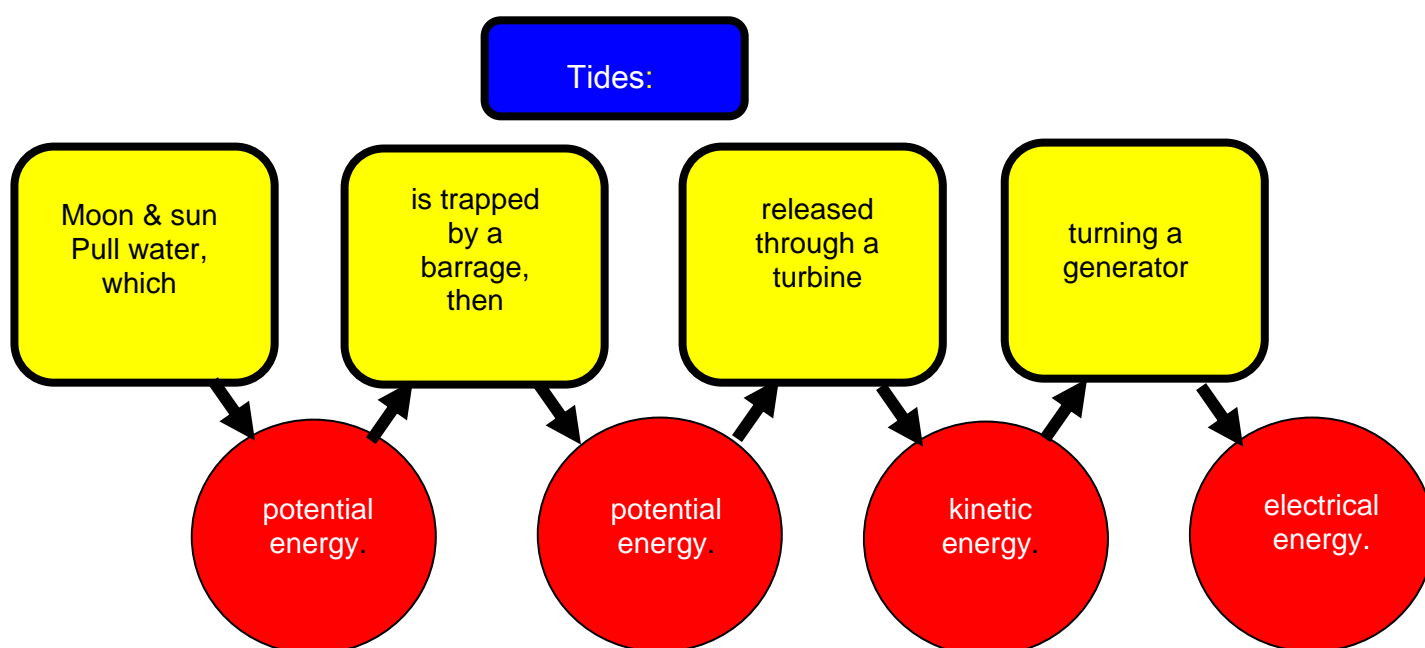 Tides:
Moon & sun
Pull water,
which
is trapped
by a
barrage,
then
released
through a
turbine
turning a
generator
potential
energy.
potential
energy.
kinetic
energy.
electrical
energy.